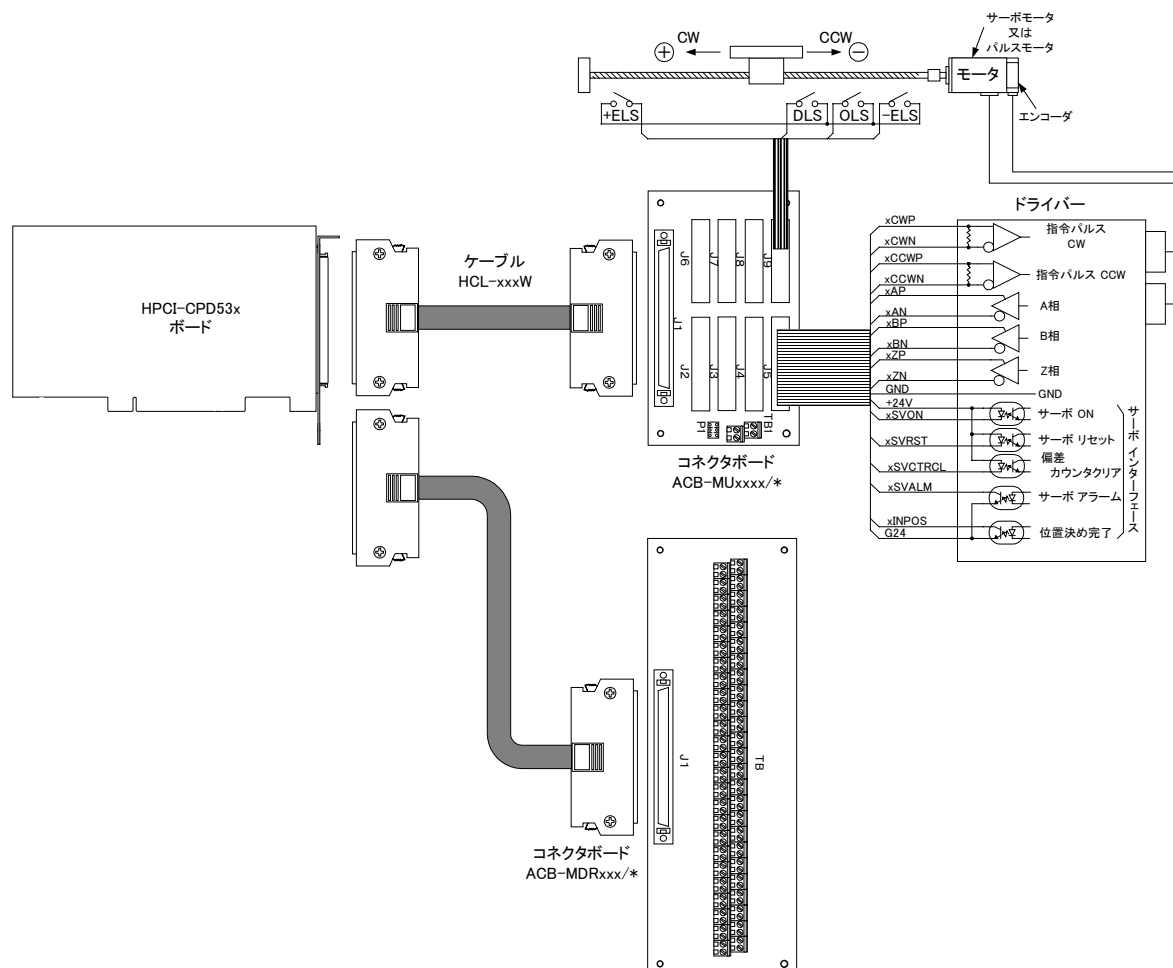 サーボモータ
又は
パルスモータ
CW
CCW
モータ
エンコーダ
+ELS
DLS
OLS
-ELS
HPCI-CPD53x
ボード
ケーブル
HCL-xxxW
J6
J7
J8
J9
J1
J2
J3
J4
J5
P1
TB1
コネクタボード
ACB-MUxxxx/*
ドライバー
xCWP
xCWN
xCCWP
xCCWN
xAP
xAN
xBP
xBN
xZP
xZN
GND
+24V
xSVON
xSVRST
xSVCTRCL
xSVALM
xINPOS
G24
指令パルス
CW
指令パルス CCW
A相
B相
Z相
GND
サーボ ON
サーボ リセット
偏差
カウンタクリア
サーボ アラーム
位置決め完了
サーボインターフェース
J1
TB
コネクタボード
ACB-MDRxxx/*